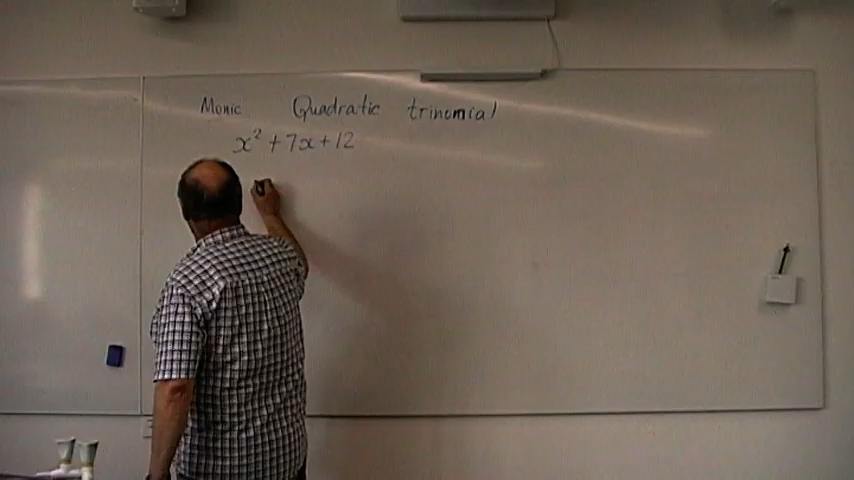 Monic Quadratic trinomial
x² + 7x + 12